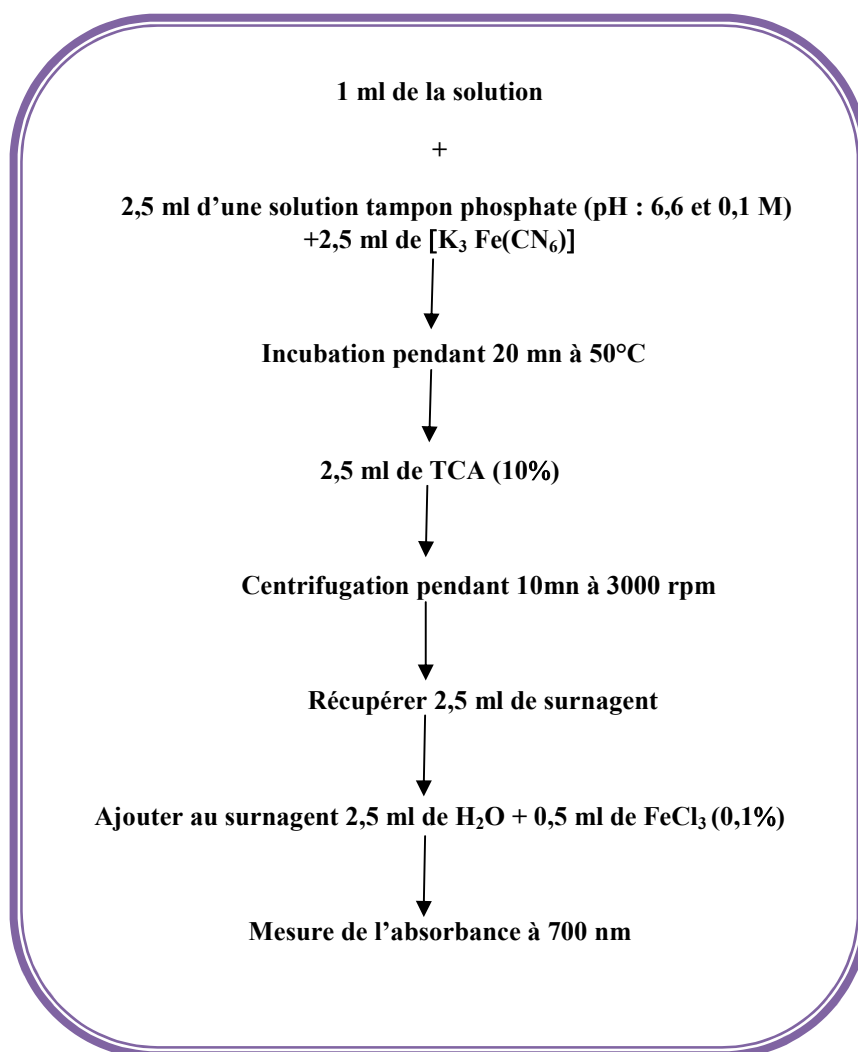 1 ml de la solution
+
2,5 ml d’une solution tampon phosphate (pH : 6,6 et 0,1 M)
+2,5 ml de [K₃ Fe(CN₆)]
Incubation pendant 20 mn à 50°C
2,5 ml de TCA (10%)
Centrifugation pendant 10mn à 3000 rpm
Récupérer 2,5 ml de surnagent
Ajouter au surnagent 2,5 ml de H₂O + 0,5 ml de FeCl₃ (0,1%)
Mesure de l’absorbance à 700 nm